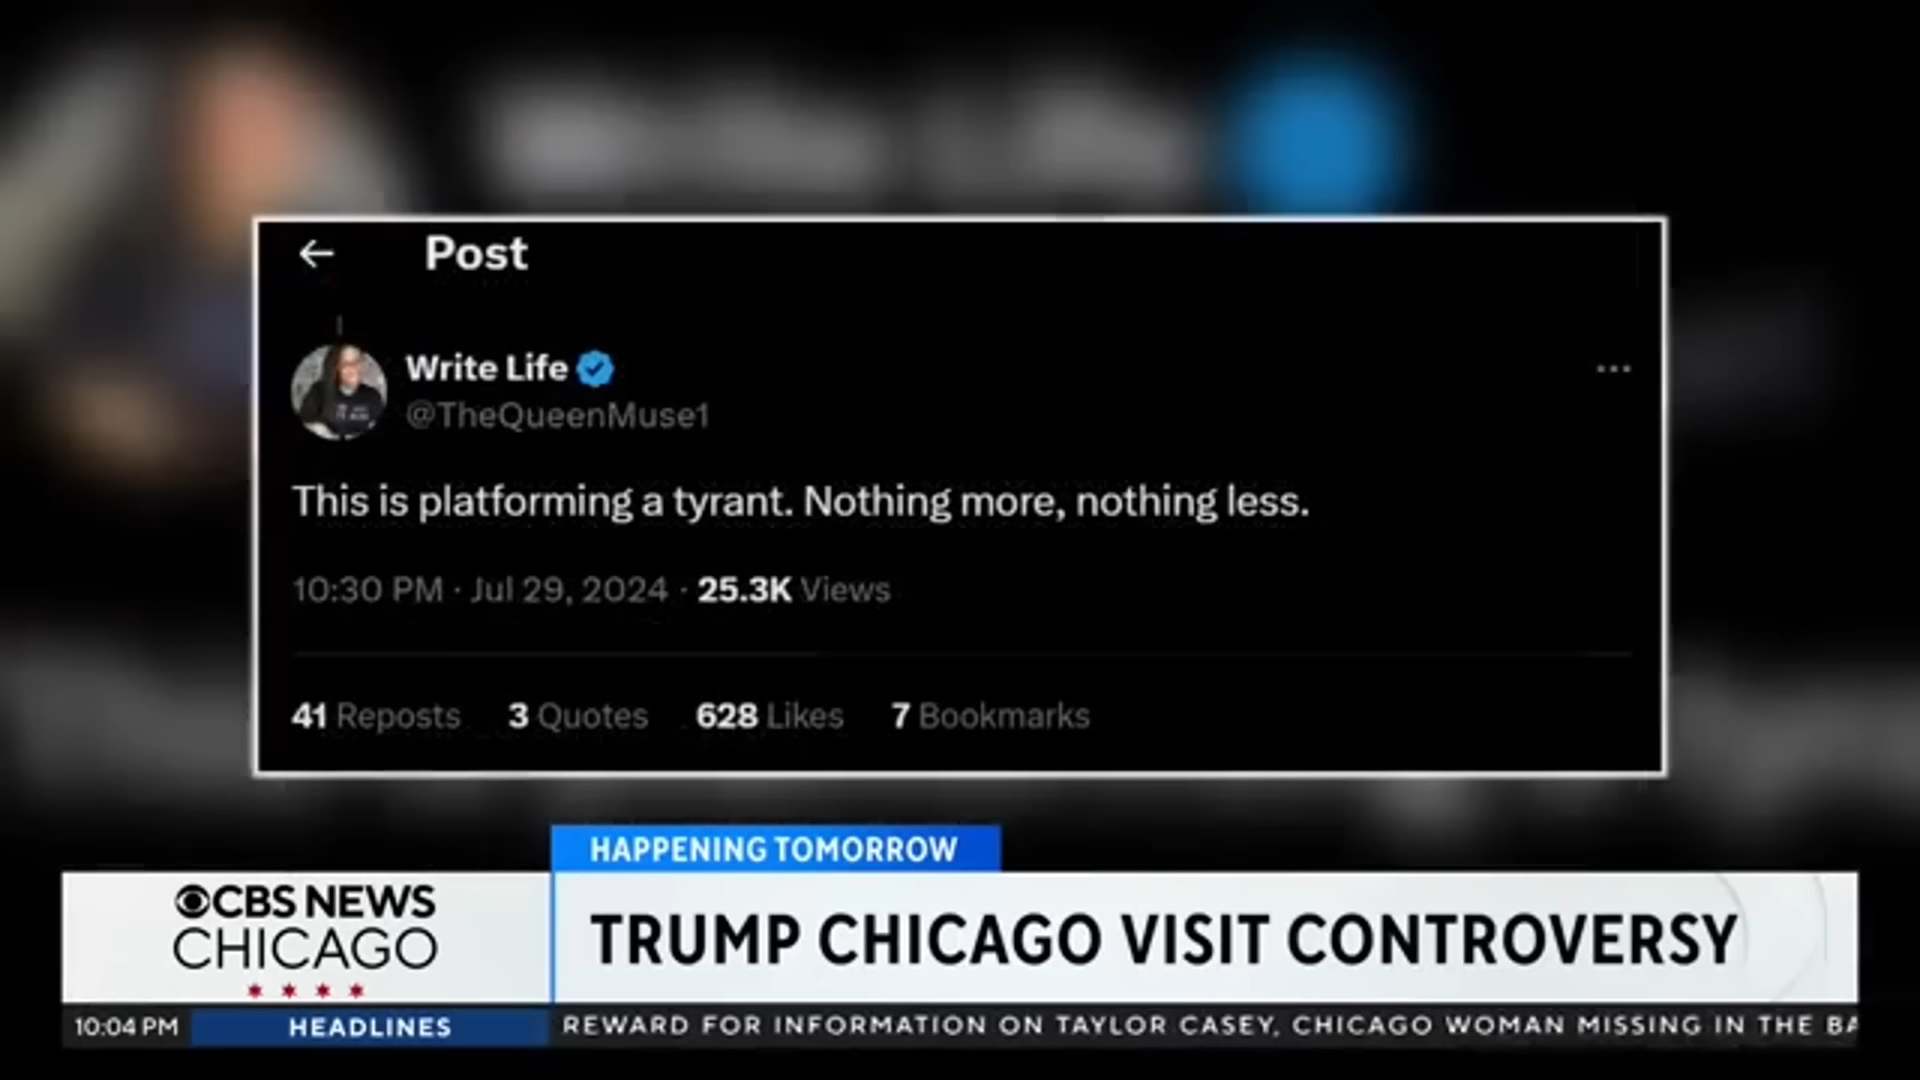 Post
Write Life
@TheQueenMuse1
This is platforming a tyrant. Nothing more, nothing less.
10:30 PM · Jul 29, 2024 · 25.3K Views
41 Reposts 3 Quotes 628 Likes 7 Bookmarks
HAPPENING TOMORROW
CBS NEWS
CHICAGO
TRUMP CHICAGO VISIT CONTROVERSY
10:04 PM HEADLINES REWARD FOR INFORMATION ON TAYLOR CASEY, CHICAGO WOMAN MISSING IN THE